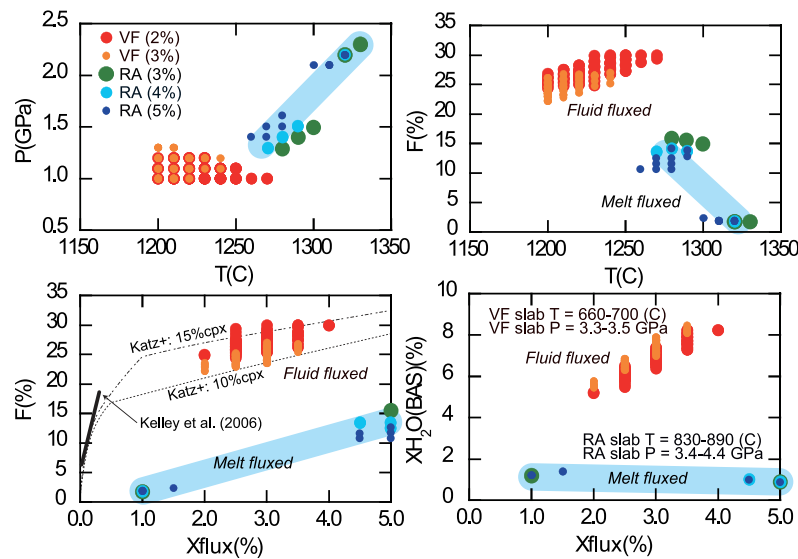 2.5
2.0
1.5
1.0
0.5
P(GPa)
VF (2%)
VF (3%)
RA (3%)
RA (4%)
RA (5%)
1150
1200
1250
1300
1350
T(C)
35
30
25
20
15
10
5
0
F(%)
Fluid fluxed
Melt fluxed
1150
1200
1250
1300
1350
T(C)
35
30
25
20
15
10
5
0
F(%)
Katz+: 15%cpx
Katz+: 10%cpx
Fluid fluxed
Kelley et al. (2006)
Melt fluxed
0.0
1.0
2.0
3.0
4.0
5.0
Xflux(%)
10
8
6
4
2
0
XH2O(BAS)(%)
VF slab T = 660-700 (C)
VF slab P = 3.3-3.5 GPa
Fluid fluxed
RA slab T = 830-890 (C)
RA slab P = 3.4-4.4 GPa
Melt fluxed
0.0
1.0
2.0
3.0
4.0
5.0
Xflux(%)